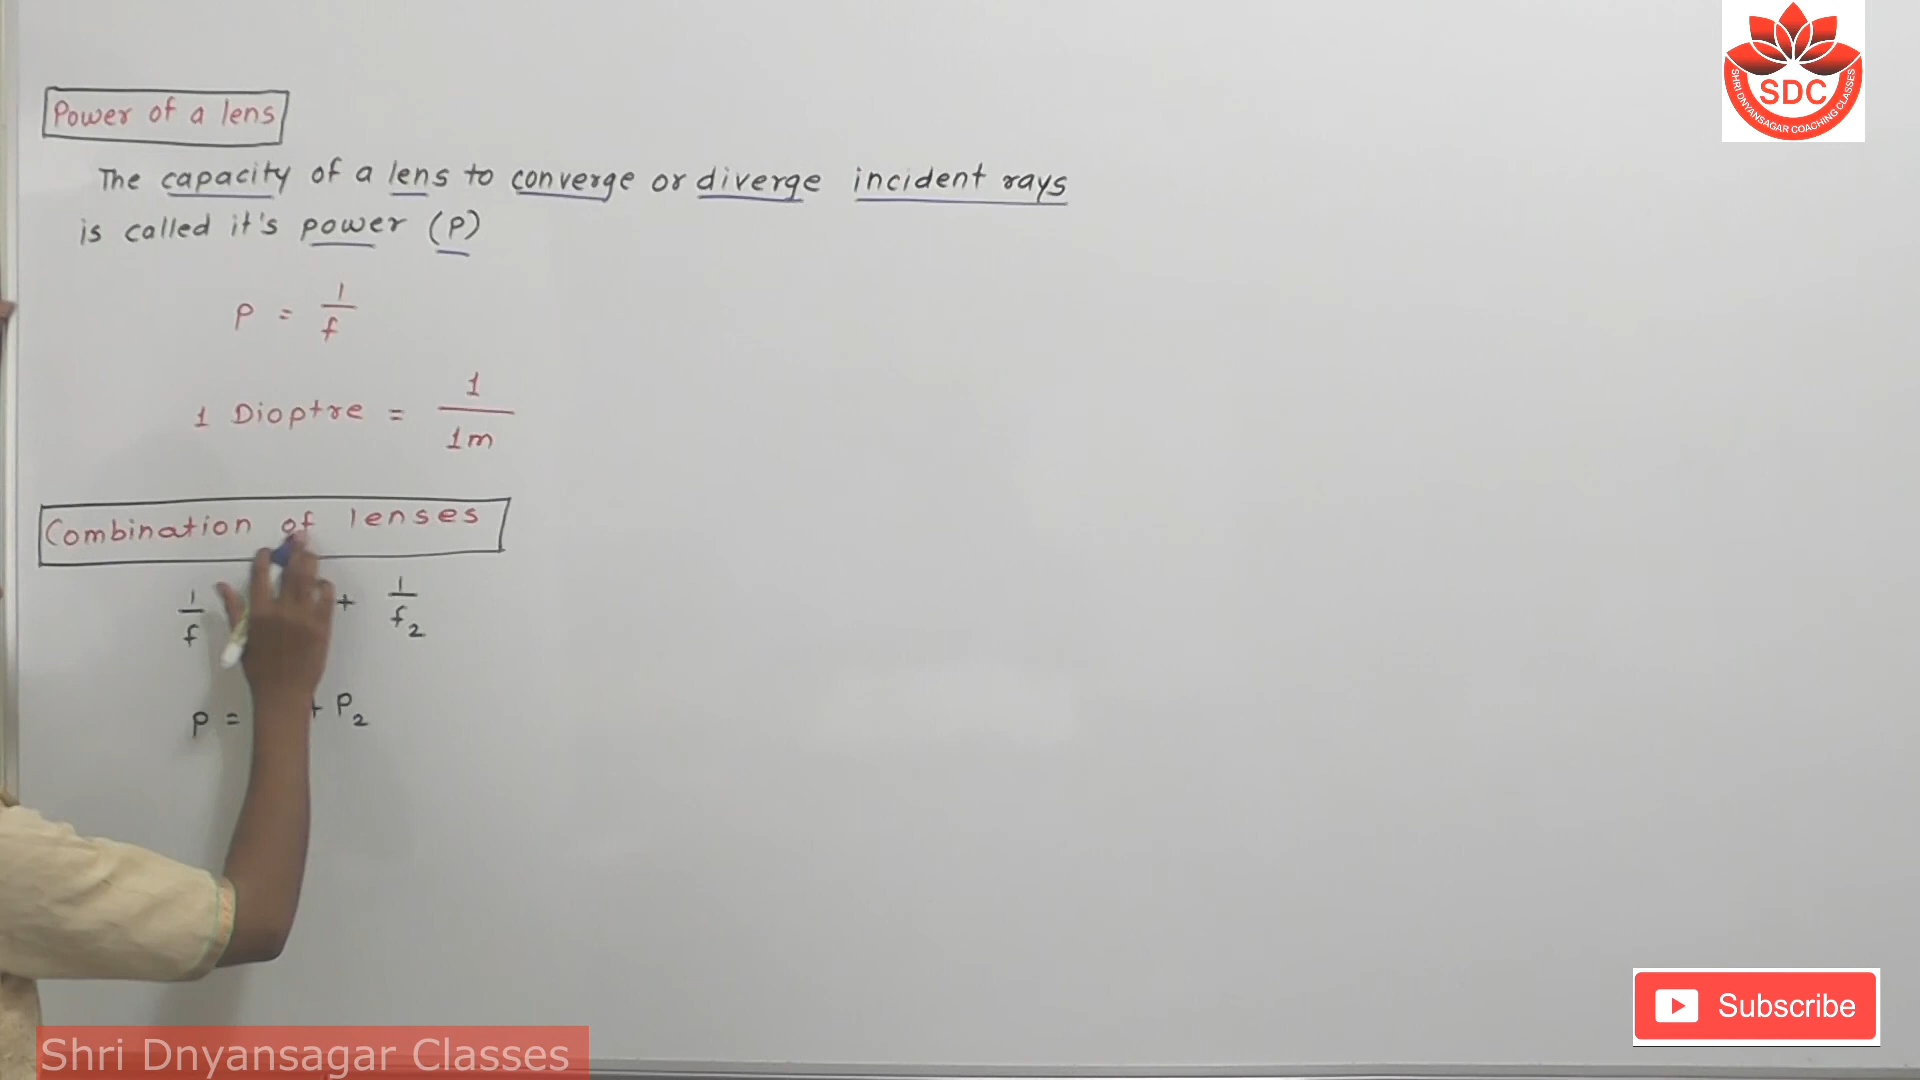 Power of a lens
The capacity of a lens to converge or diverge incident rays
is called it's power (P)
P = 1/f
1 Dioptre = 1/1m
Combination of lenses
1/f + 1/f2
P = + P2
SDC
SHRI DNYANSAGAR COACHING CLASSES
Subscribe
Shri Dnyansagar Classes